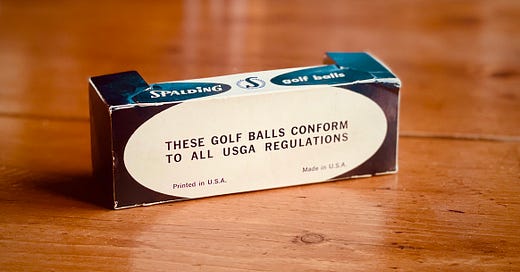 SPALDING S golf balls
THESE GOLF BALLS CONFORM
TO ALL USGA REGULATIONS
Printed in U.S.A. Made in U.S.A.